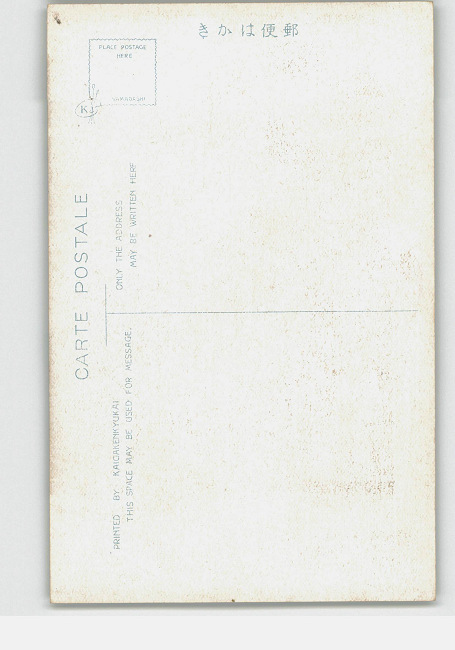 きかは便郵
PLACE POSTAGE
HERE
CARTE POSTALE
ONLY THE ADDRESS
MAY BE WRITTEN HERE
PRINTED BY KAIGAKENKYUKAI
THIS SPACE MAY BE USED FOR MESSAGE.